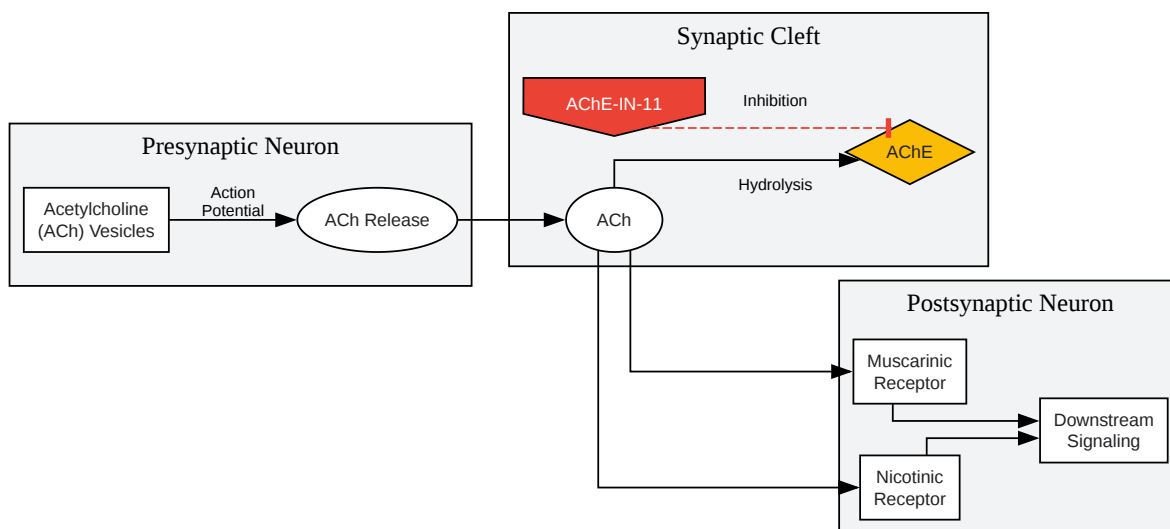 Synaptic Cleft
AChE-IN-11
Inhibition
AChE
Hydrolysis
ACh
Presynaptic Neuron
Acetylcholine
(ACh) Vesicles
Action
Potential
ACh Release
Postsynaptic Neuron
Muscarinic
Receptor
Downstream
Signaling
Nicotinic
Receptor